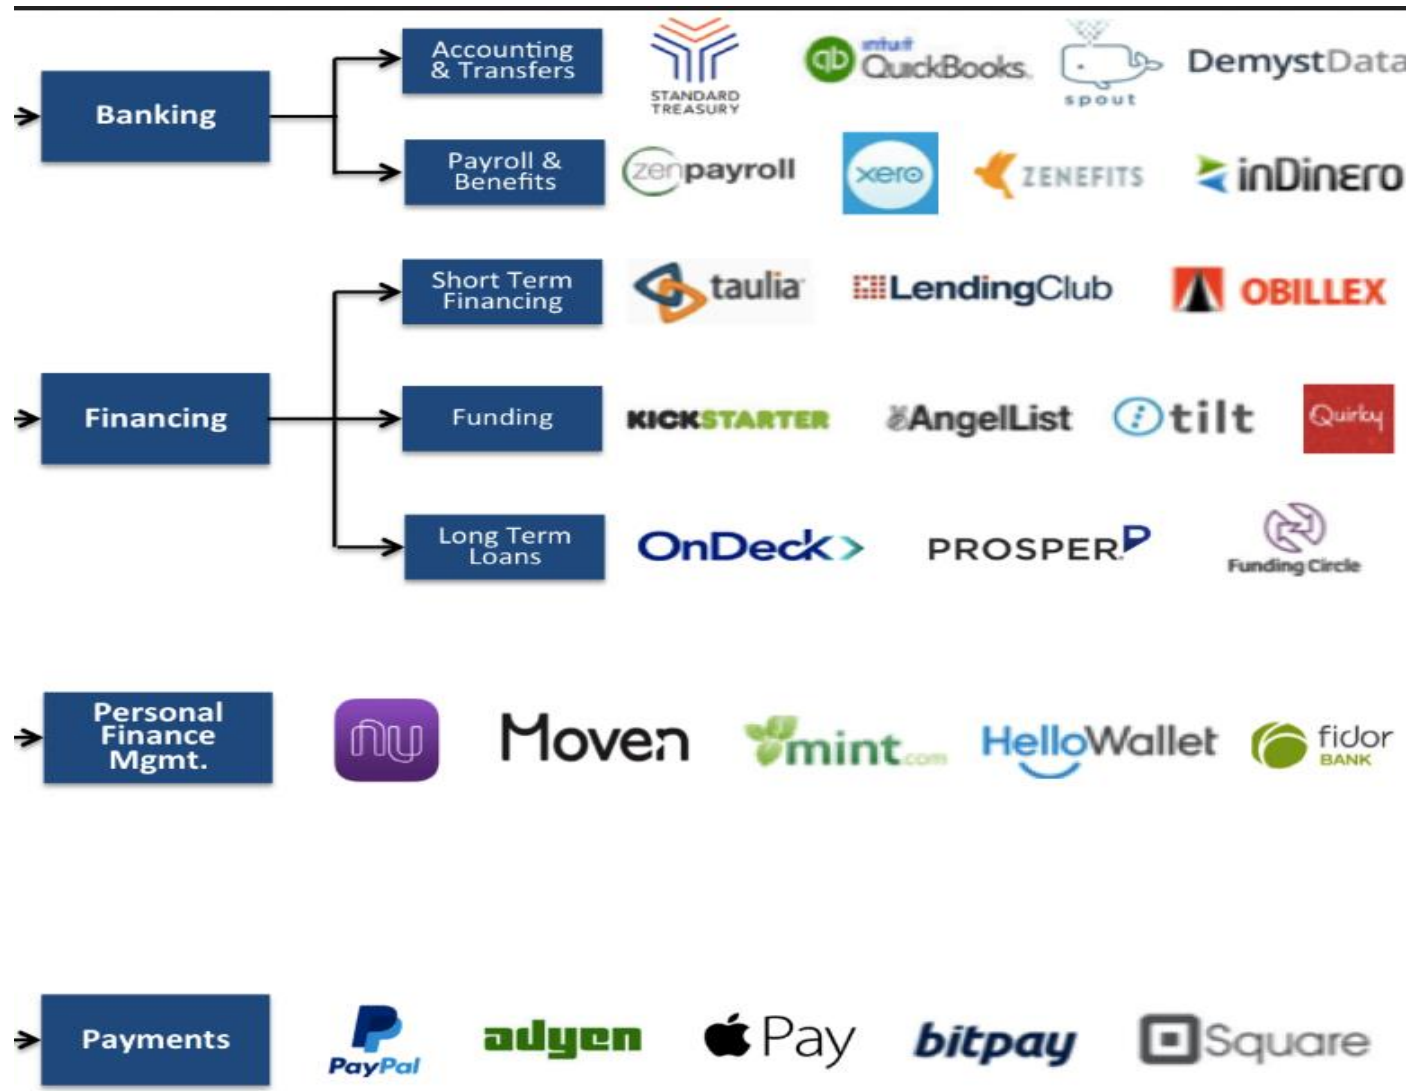 Accounting
& Transfers
STANDARD
TREASURY
qb
intuit
QuickBooks.
spout
DemystData
Banking
Payroll &
Benefits
zenpayroll
xero
ZENEFITS
inDinero
Short Term
Financing
taulia
LendingClub
OBILLEX
Financing
Funding
KICKSTARTER
AngelList
tilt
Quirky
Long Term
Loans
OnDeck
PROSPER
Funding Circle
Personal
Finance
Mgmt.
nu
Moven
mint.com
HelloWallet
fidor
BANK
Payments
P
PayPal
adyen
Pay
bitpay
Square